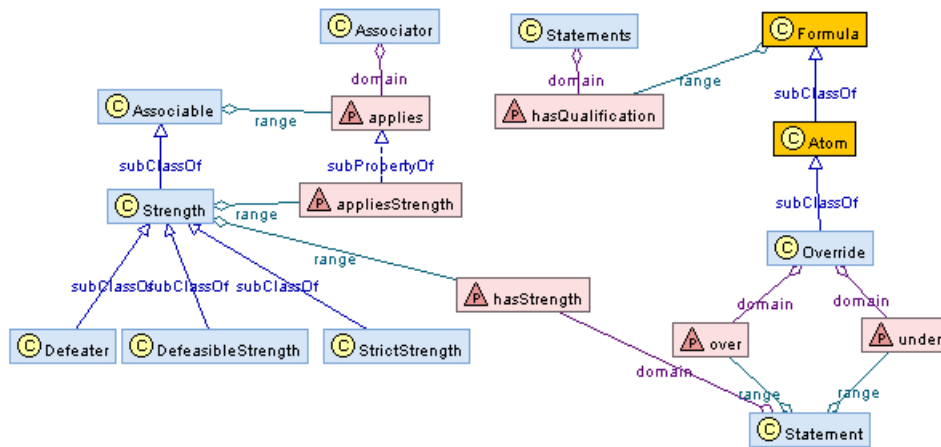 C Associator
C Statements
C Formula
domain
domain
range
subClassOf
C Associable
range
P applies
P hasQualification
C Atom
subClassOf
subPropertyOf
subClassOf
C Strength
range
P appliesStrength
range
C Override
subClassOf
subClassOf
subClassOf
P hasStrength
domain
domain
C Defeater
C DefeasibleStrength
C StrictStrength
P over
P under
domain
range
range
C Statement